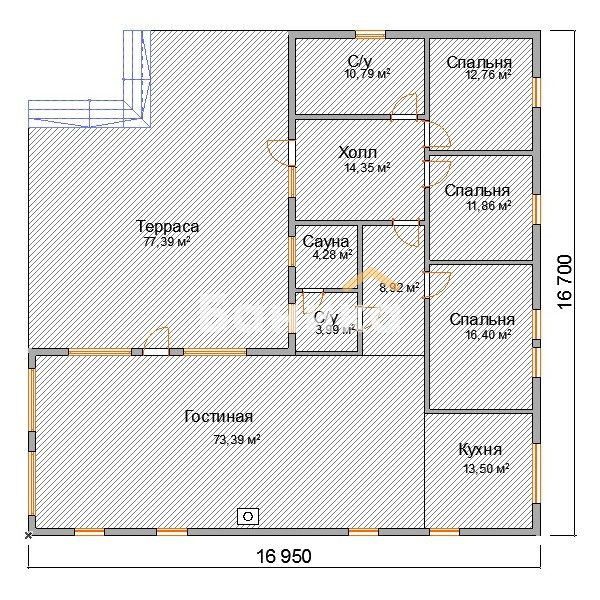 С/у
10,79 м²
Спальня
12,76 м²
Холл
14,35 м²
Спальня
11,86 м²
Терраса
77,39 м²
Сауна
4,28 м²
8,92 м²
С/у
3,99 м²
Спальня
16,40 м²
Гостиная
73,39 м²
Кухня
13,50 м²
16 700
16 950